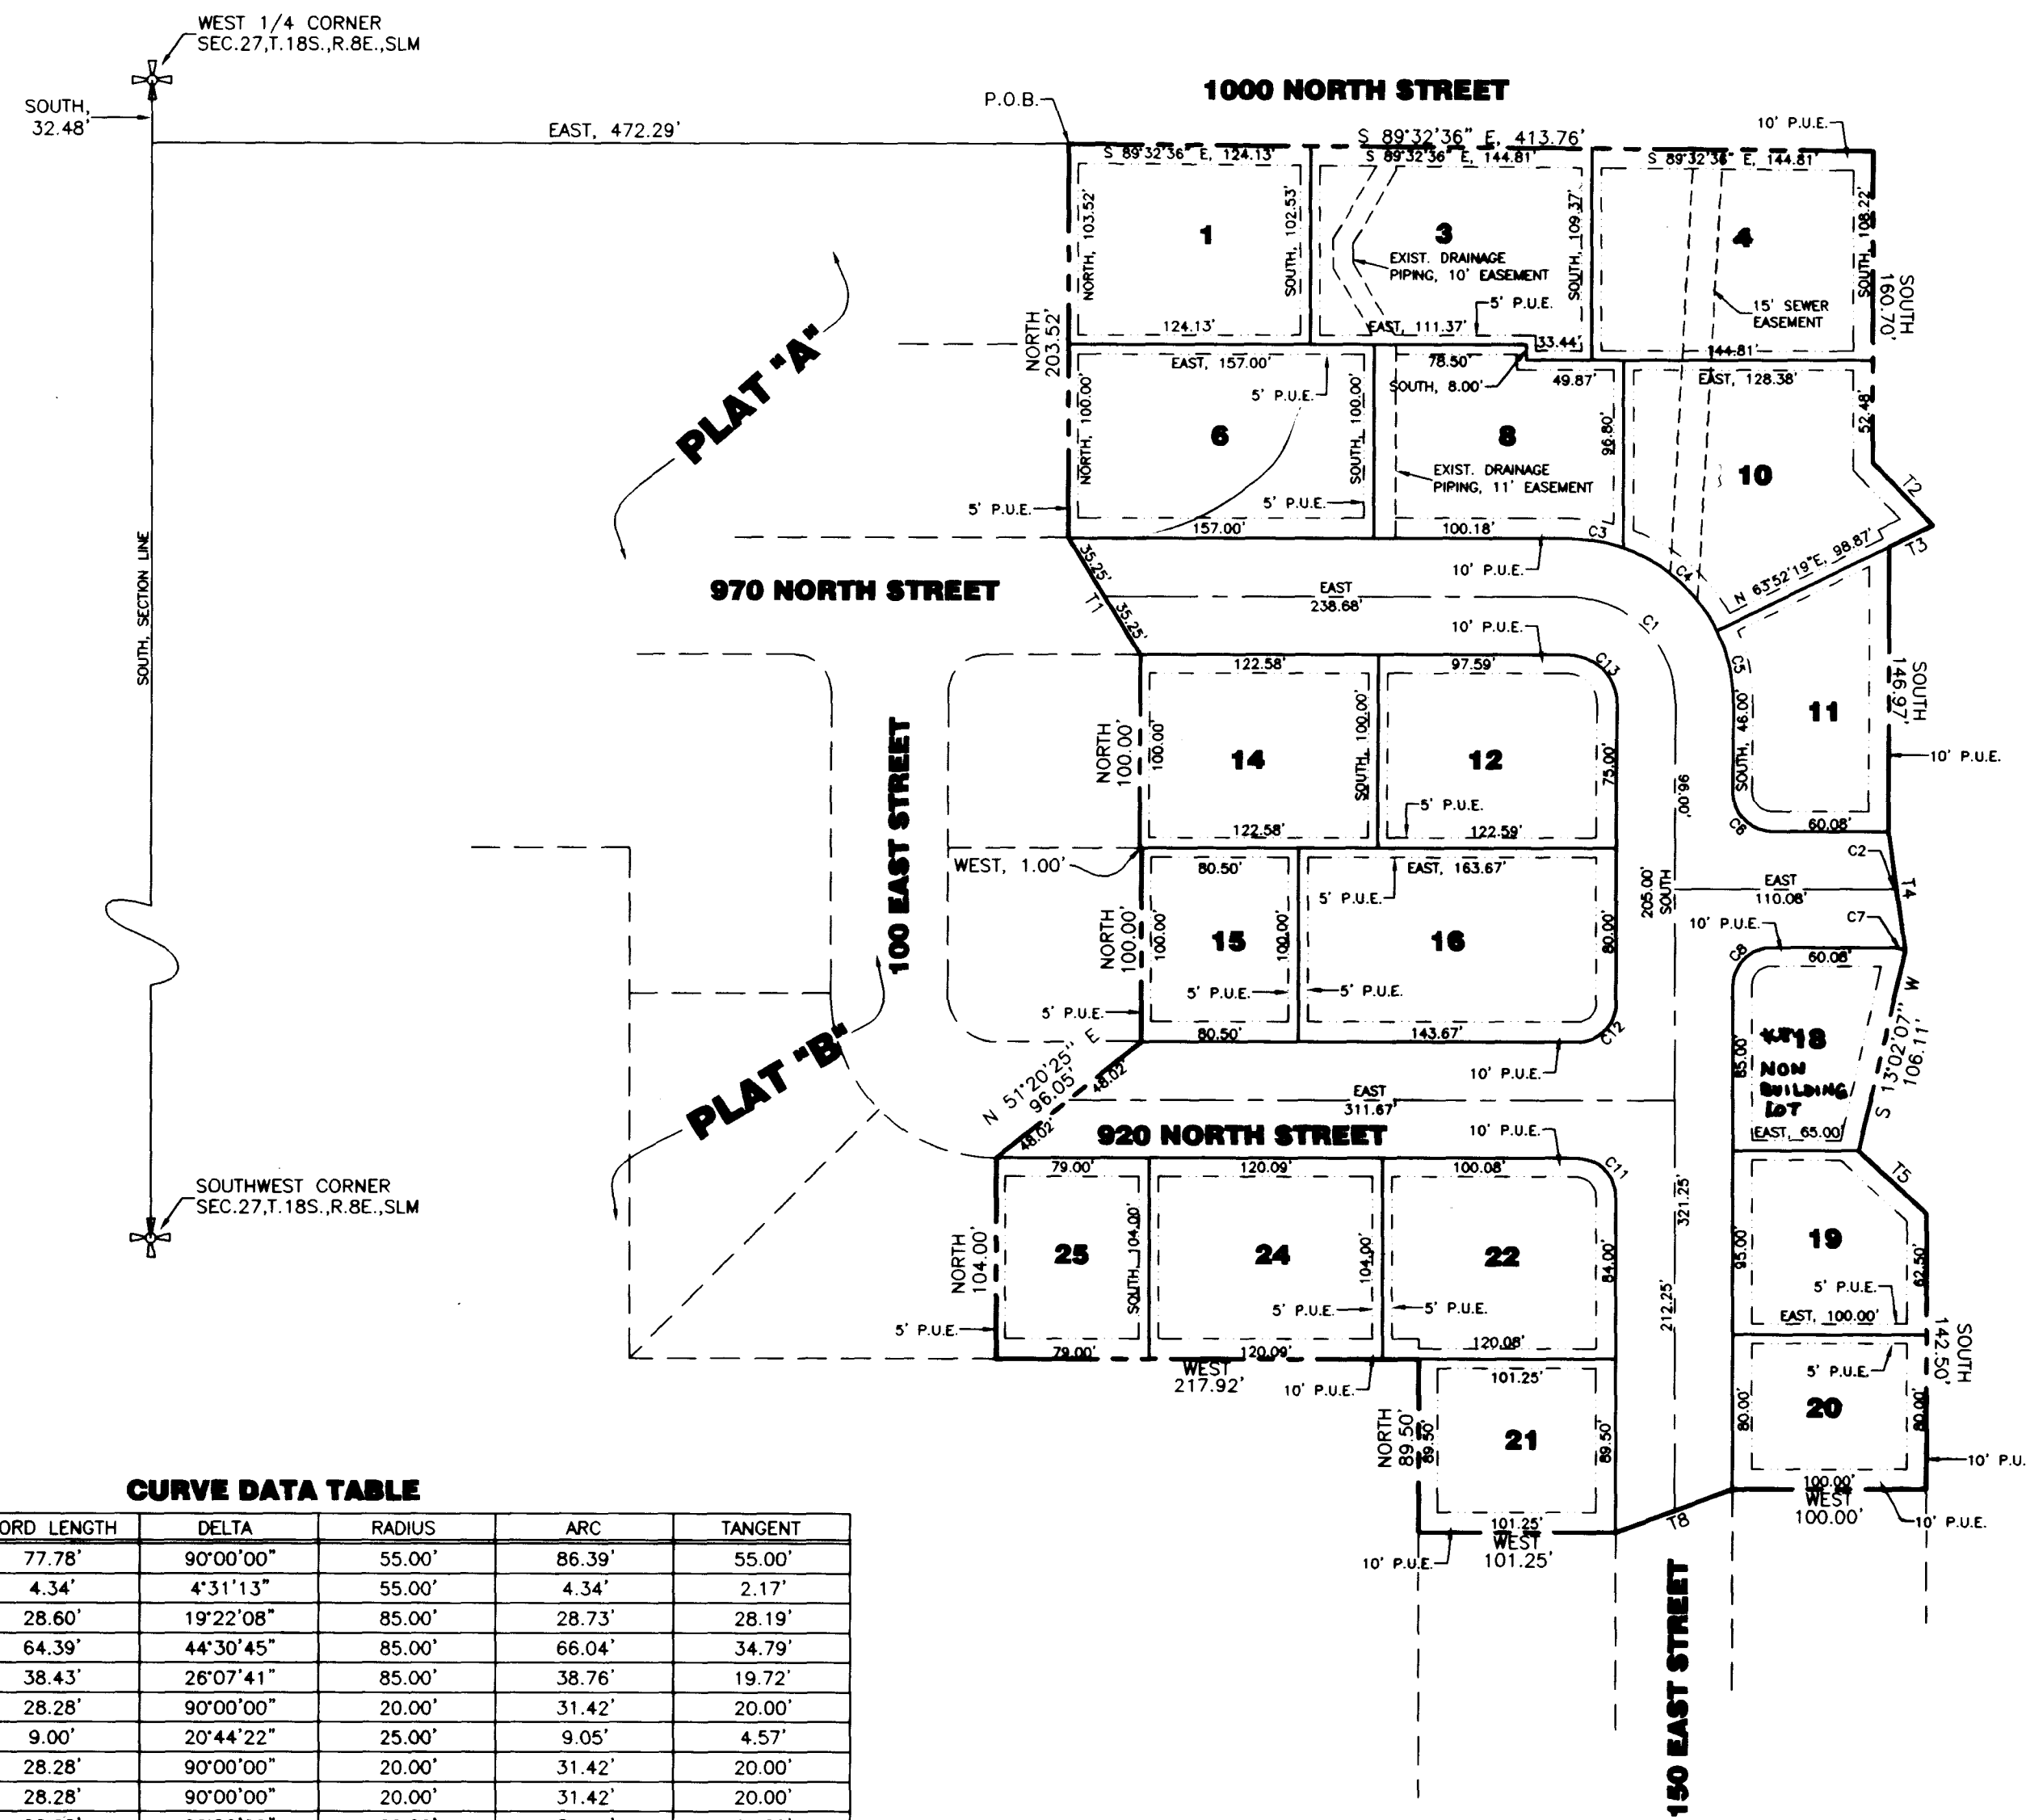 WEST 1/4 CORNER
SEC.27,T.18S.,R.8E.,SLM
SOUTH,
32.48'
EAST, 472.29'
P.O.B.
1000 NORTH STREET
S 89°32'36" E, 413.76'
10' P.U.E.
S 89°32'36" E, 124.13'
S 89°32'36" E, 144.81'
S 89°32'36" E, 144.81'
NORTH, 103.52'
1
SOUTH, 102.53'
124.13'
3
EXIST. DRAINAGE
PIPING, 10' EASEMENT
SOUTH, 109.37'
5' P.U.E.
EAST, 111.37'
33.44'
4
15' SEWER
EASEMENT
SOUTH, 108.22'
144.81'
SOUTH
160.70'
NORTH
203.52'
PLAT "A"
EAST, 157.00'
5' P.U.E.
NORTH, 100.00'
6
SOUTH, 100.00'
5' P.U.E.
157.00'
5' P.U.E.
78.50'
SOUTH, 8.00'
49.87'
8
96.80'
EXIST. DRAINAGE
PIPING, 11' EASEMENT
100.18'
C3
10' P.U.E.
EAST, 128.38'
52.48'
10
T2
T3
C4
N 63°52'19"E, 98.87'
SOUTH, SECTION LINE
970 NORTH STREET
35.25'
T1
35.25'
EAST
238.68'
C1
10' P.U.E.
122.58'
97.59'
C13
C5
SOUTH, 46.00'
11
SOUTH
146.97'
10' P.U.E.
C6
60.08'
100 EAST STREET
NORTH
100.00'
100.00'
14
SOUTH, 100.00'
122.58'
12
75.00'
5' P.U.E.
122.59'
96.00'
WEST, 1.00'
C2
EAST
110.08'
T4
C7
205.00'
SOUTH
10' P.U.E.
80.50'
EAST, 163.67'
5' P.U.E.
NORTH
100.00'
100.00'
15
100.00'
16
80.00'
5' P.U.E.
5' P.U.E.
5' P.U.E.
80.50'
143.67'
C12
10' P.U.E.
C8
60.08'
85.00'
18
NON
BUILDING
LOT
EAST, 65.00'
S 13°02'07" W
106.11'
PLAT "B"
N 51°20'25" E
96.05'
48.02'
48.02'
EAST
311.67'
920 NORTH STREET
10' P.U.E.
SOUTHWEST CORNER
SEC.27,T.18S.,R.8E.,SLM
79.00'
120.09'
100.08'
C11
321.25'
T5
NORTH
104.00'
25
SOUTH, 104.00'
24
104.00'
22
84.00'
5' P.U.E.
5' P.U.E.
5' P.U.E.
79.00'
120.09'
120.08'
WEST
217.92'
10' P.U.E.
212.25'
95.00'
19
62.50'
5' P.U.E.
EAST, 100.00'
SOUTH
142.50'
5' P.U.E.
80.00'
20
80.00'
10' P.U.
100.00'
WEST
100.00'
10' P.U.E.
NORTH
89.50'
89.50'
101.25'
21
89.50'
101.25'
WEST
101.25'
10' P.U.E.
T8
150 EAST STREET
CURVE DATA TABLE
ORD LENGTH DELTA RADIUS ARC TANGENT
77.78' 90°00'00" 55.00' 86.39' 55.00'
4.34' 4°31'13" 55.00' 4.34' 2.17'
28.60' 19°22'08" 85.00' 28.73' 28.19'
64.39' 44°30'45" 85.00' 66.04' 34.79'
38.43' 26°07'41" 85.00' 38.76' 19.72'
28.28' 90°00'00" 20.00' 31.42' 20.00'
9.00' 20°44'22" 25.00' 9.05' 4.57'
28.28' 90°00'00" 20.00' 31.42' 20.00'
28.28' 90°00'00" 20.00' 31.42' 20.00'